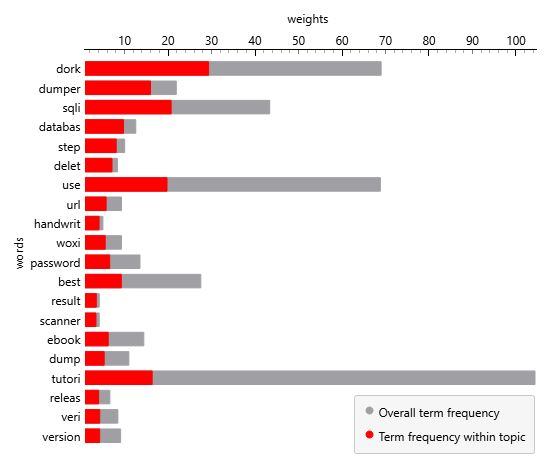 weights
10 20 30 40 50 60 70 80 90 100
words
dork
dumper
sqli
databas
step
delet
use
url
handwrit
woxi
password
best
result
scanner
ebook
dump
tutori
releas
veri
version
Overall term frequency
Term frequency within topic